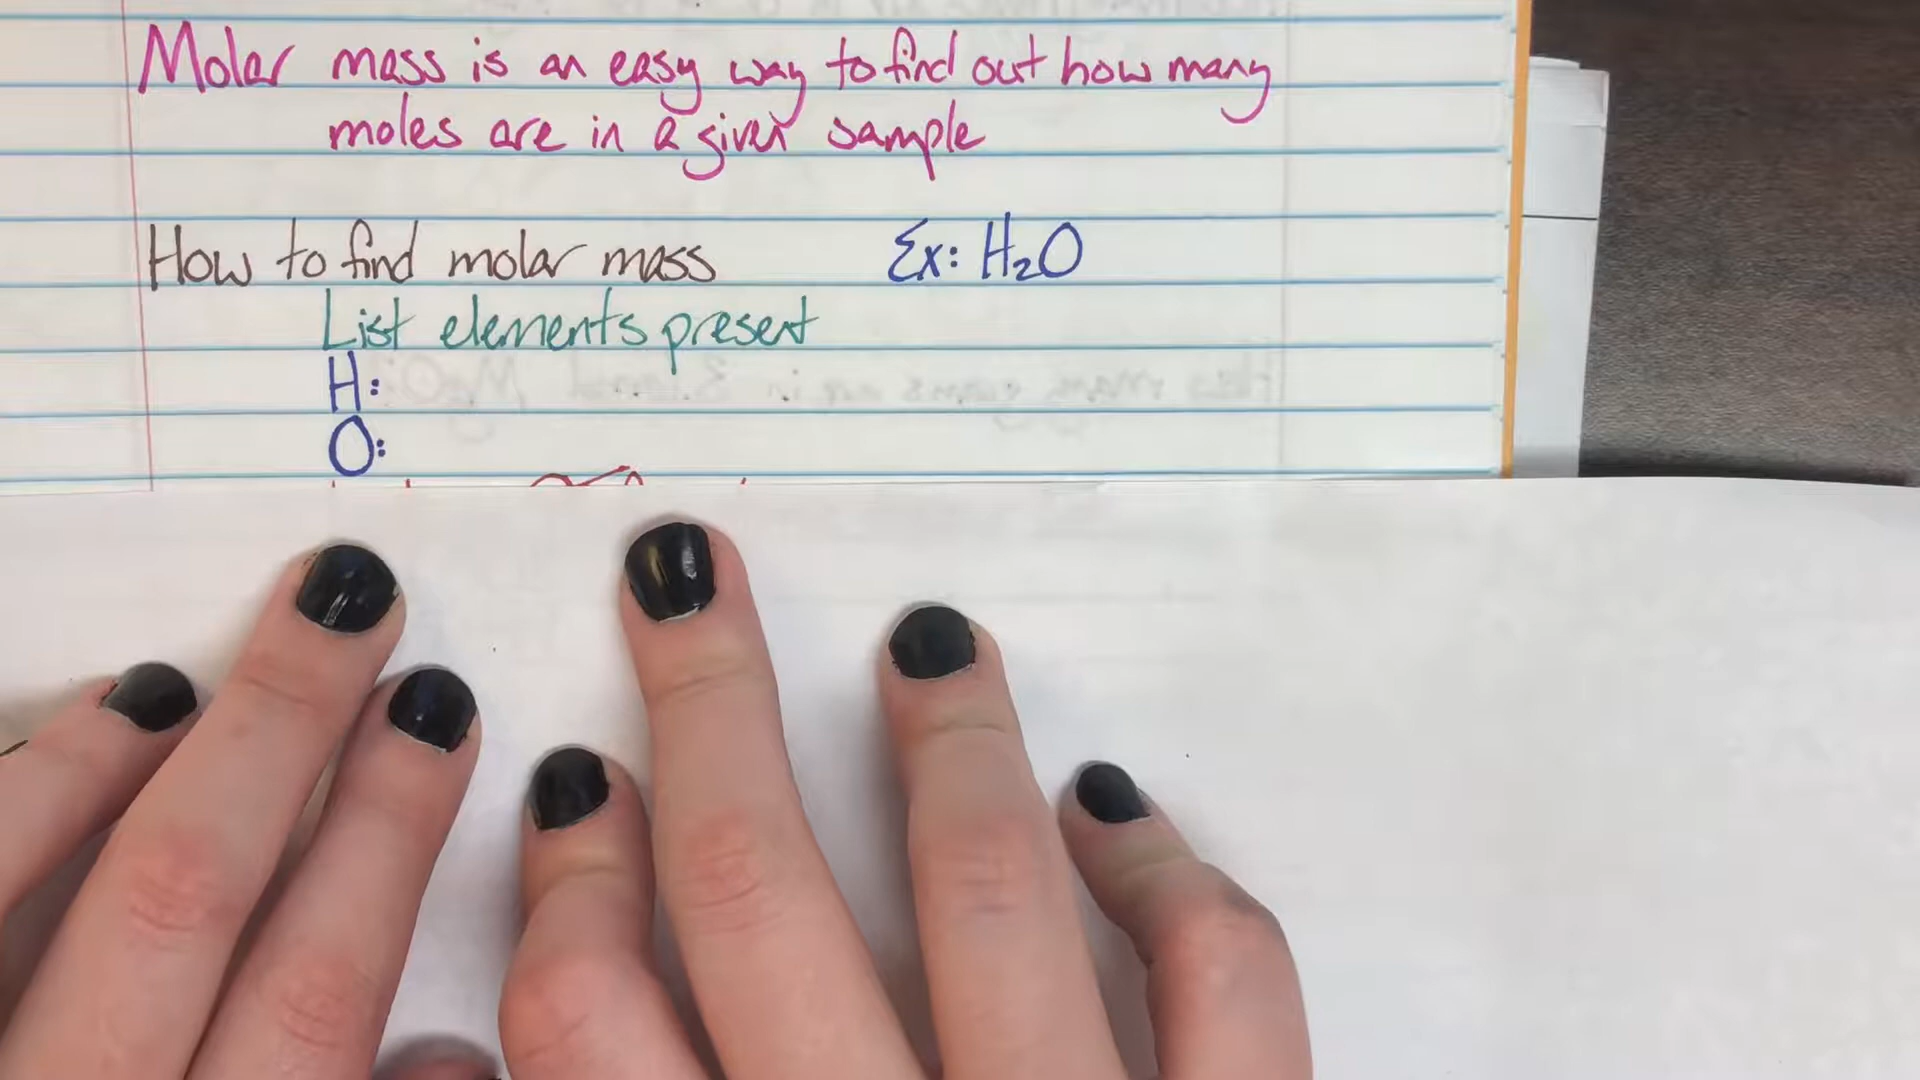 Molar mass is an easy way to find out how many
moles are in a given sample
How to find molar mass Ex: H₂O
List elements present
H:
O: